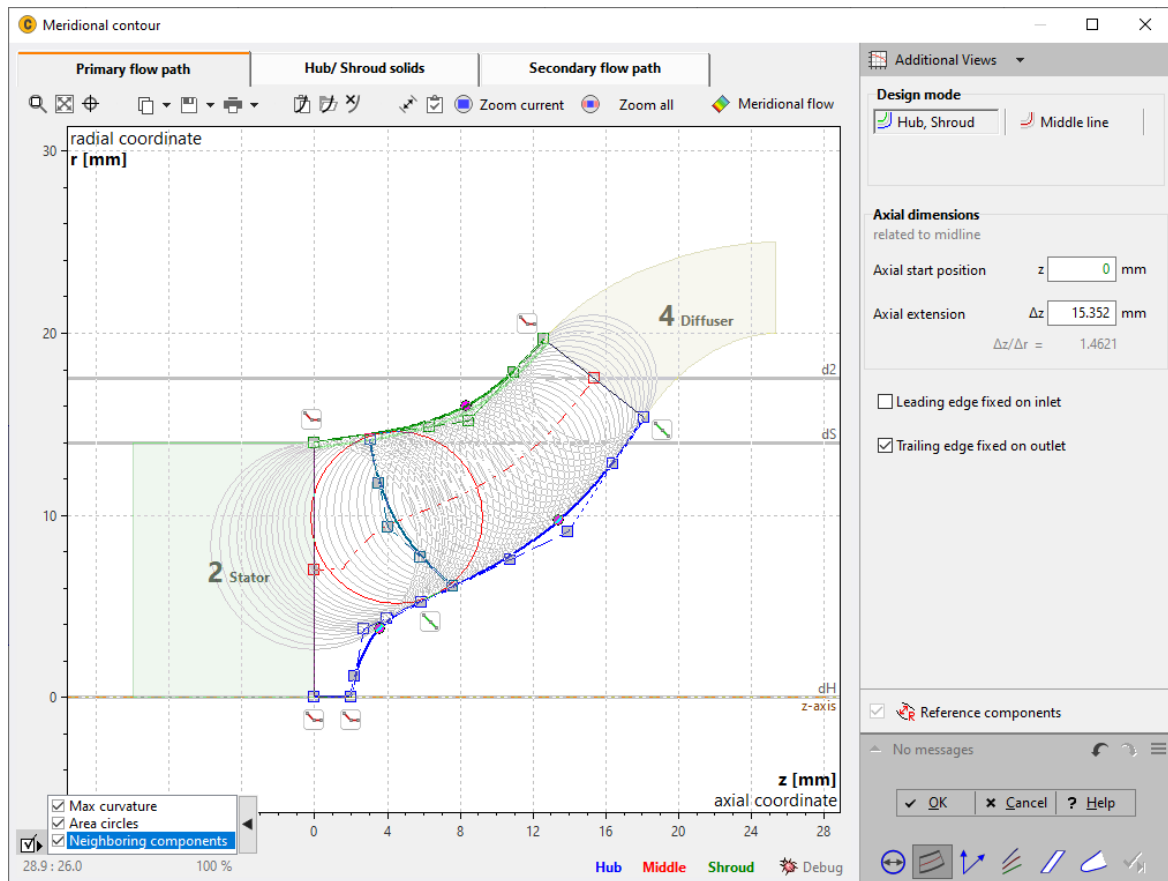 Meridional contour
Primary flow path
Hub/ Shroud solids
Secondary flow path
Zoom current
Zoom all
Meridional flow
radial coordinate
r [mm]
30
20
10
0
4 Diffuser
d2
dS
2 Stator
dH
z-axis
z [mm]
axial coordinate
0 4 8 12 16 20 24 28
Max curvature
Area circles
Neighboring components
28.9 : 26.0
100 %
Hub
Middle
Shroud
Debug
Additional Views
Design mode
Hub, Shroud
Middle line
Axial dimensions
related to midline
Axial start position z 0 mm
Axial extension Δz 15.352 mm
Δz/Δr = 1.4621
Leading edge fixed on inlet
Trailing edge fixed on outlet
Reference components
No messages
OK
Cancel
? Help